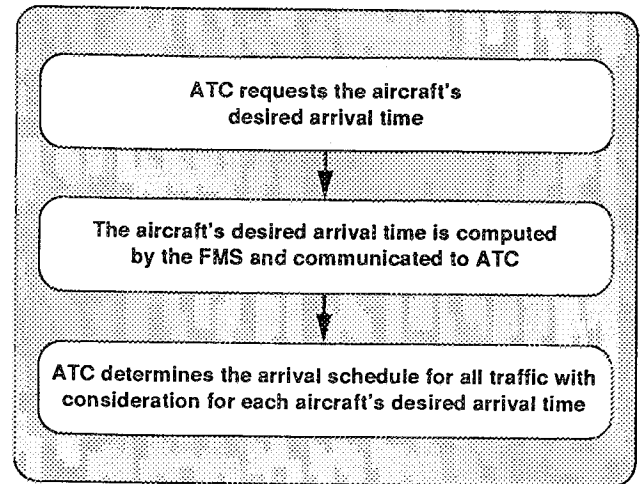 ATC requests the aircraft's
desired arrival time
The aircraft's desired arrival time is computed
by the FMS and communicated to ATC
ATC determines the arrival schedule for all traffic with
consideration for each aircraft's desired arrival time